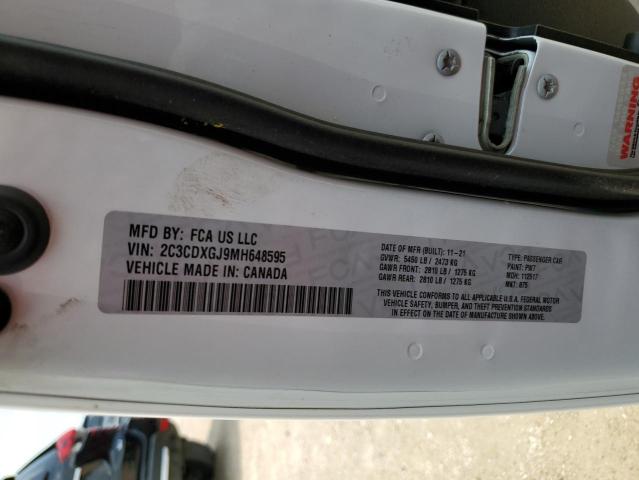 WARNING
MFD BY: FCA US LLC
VIN: 2C3CDXGJ9MH648595
VEHICLE MADE IN: CANADA
DATE OF MFR (BUILT): 11-21
GVWR: 5450 LB / 2473 KG
GAWR FRONT: 2810 LB / 1275 KG
GAWR REAR: 2810 LB / 1275 KG
TYPE: PASSENGER CAR
PAINT: PW7
MDH: 112517
MKT: B75
THIS VEHICLE CONFORMS TO ALL APPLICABLE U.S.A. FEDERAL MOTOR
VEHICLE SAFETY, BUMPER, AND THEFT PREVENTION STANDARDS
IN EFFECT ON THE DATE OF MANUFACTURE SHOWN ABOVE.